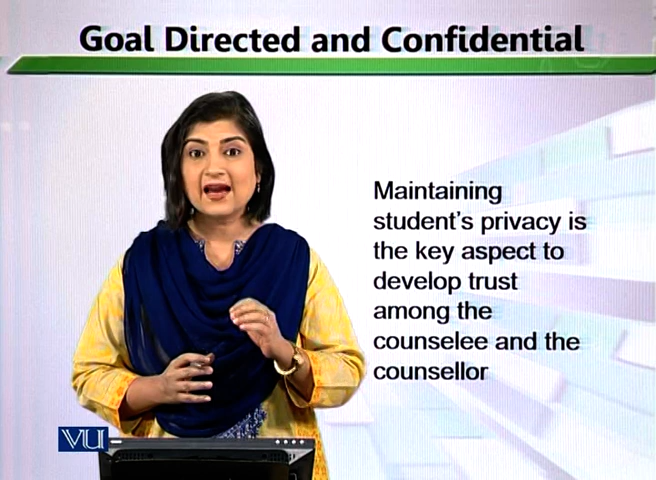 Goal Directed and Confidential
Maintaining
student's privacy is
the key aspect to
develop trust
among the
counselee and the
counsellor
VU